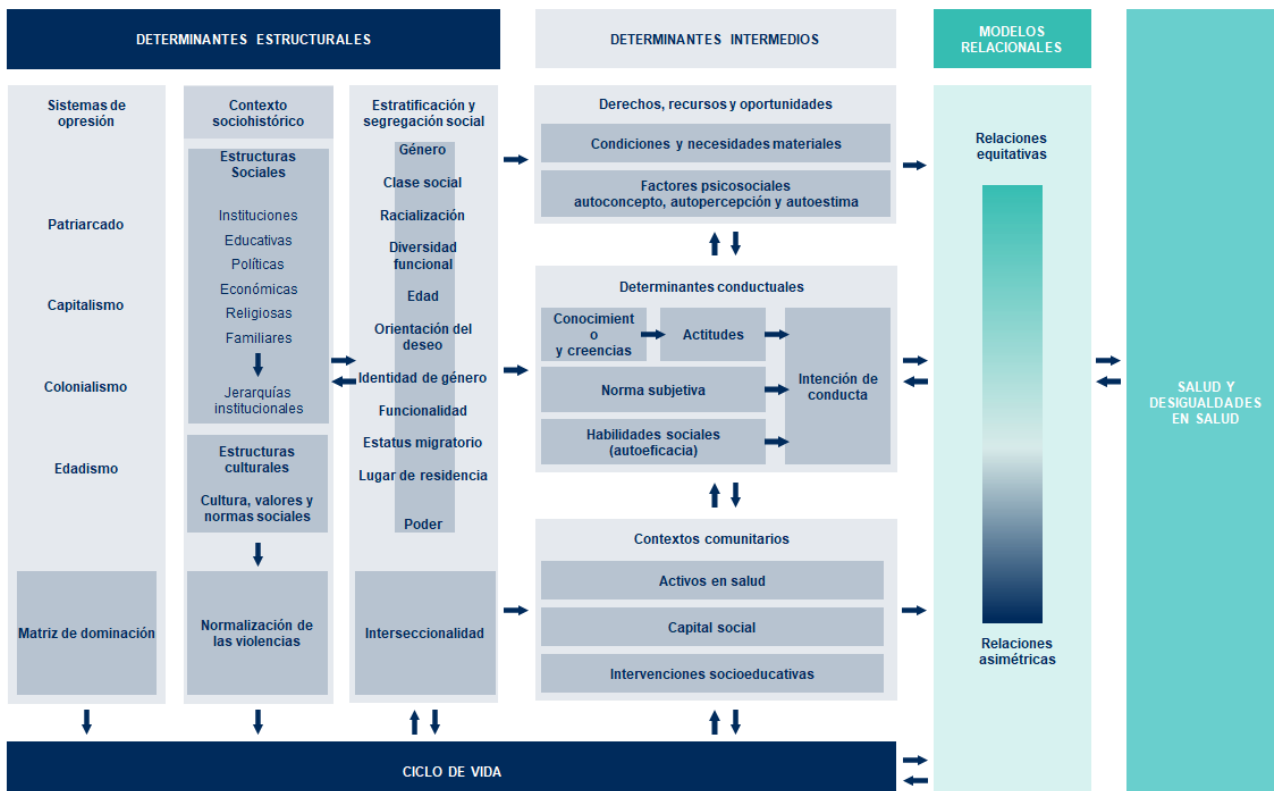 DETERMINANTES ESTRUCTURALES
DETERMINANTES INTERMEDIOS
MODELOS
RELACIONALES
Sistemas de
opresión
Patriarcado
Capitalismo
Colonialismo
Edadismo
Matriz de dominación
Contexto
sociohistórico
Estructuras
Sociales
Instituciones
Educativas
Políticas
Económicas
Religiosas
Familiares
Jerarquías
institucionales
Estructuras
culturales
Cultura, valores y
normas sociales
Normalización de
las violencias
Estratificación y
segregación social
Género
Clase social
Racialización
Diversidad
funcional
Edad
Orientación del
deseo
Identidad de género
Funcionalidad
Estatus migratorio
Lugar de residencia
Poder
Interseccionalidad
Derechos, recursos y oportunidades
Condiciones y necesidades materiales
Factores psicosociales
autoconcepto, autopercepción y autoestima
Determinantes conductuales
Conocimient
o
y creencias
Actitudes
Norma subjetiva
Habilidades sociales
(autoeficacia)
Intención de
conducta
Contextos comunitarios
Activos en salud
Capital social
Intervenciones socioeducativas
Relaciones
equitativas
Relaciones
asimétricas
SALUD Y
DESIGUALDADES
EN SALUD
CICLO DE VIDA